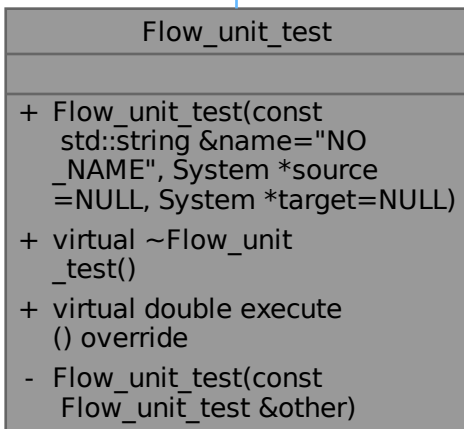 Flow_unit_test
+ Flow_unit_test(const
std::string &name="NO
_NAME", System *source
=NULL, System *target=NULL)
+ virtual ~Flow_unit
_test()
+ virtual double execute
() override
- Flow_unit_test(const
Flow_unit_test &other)